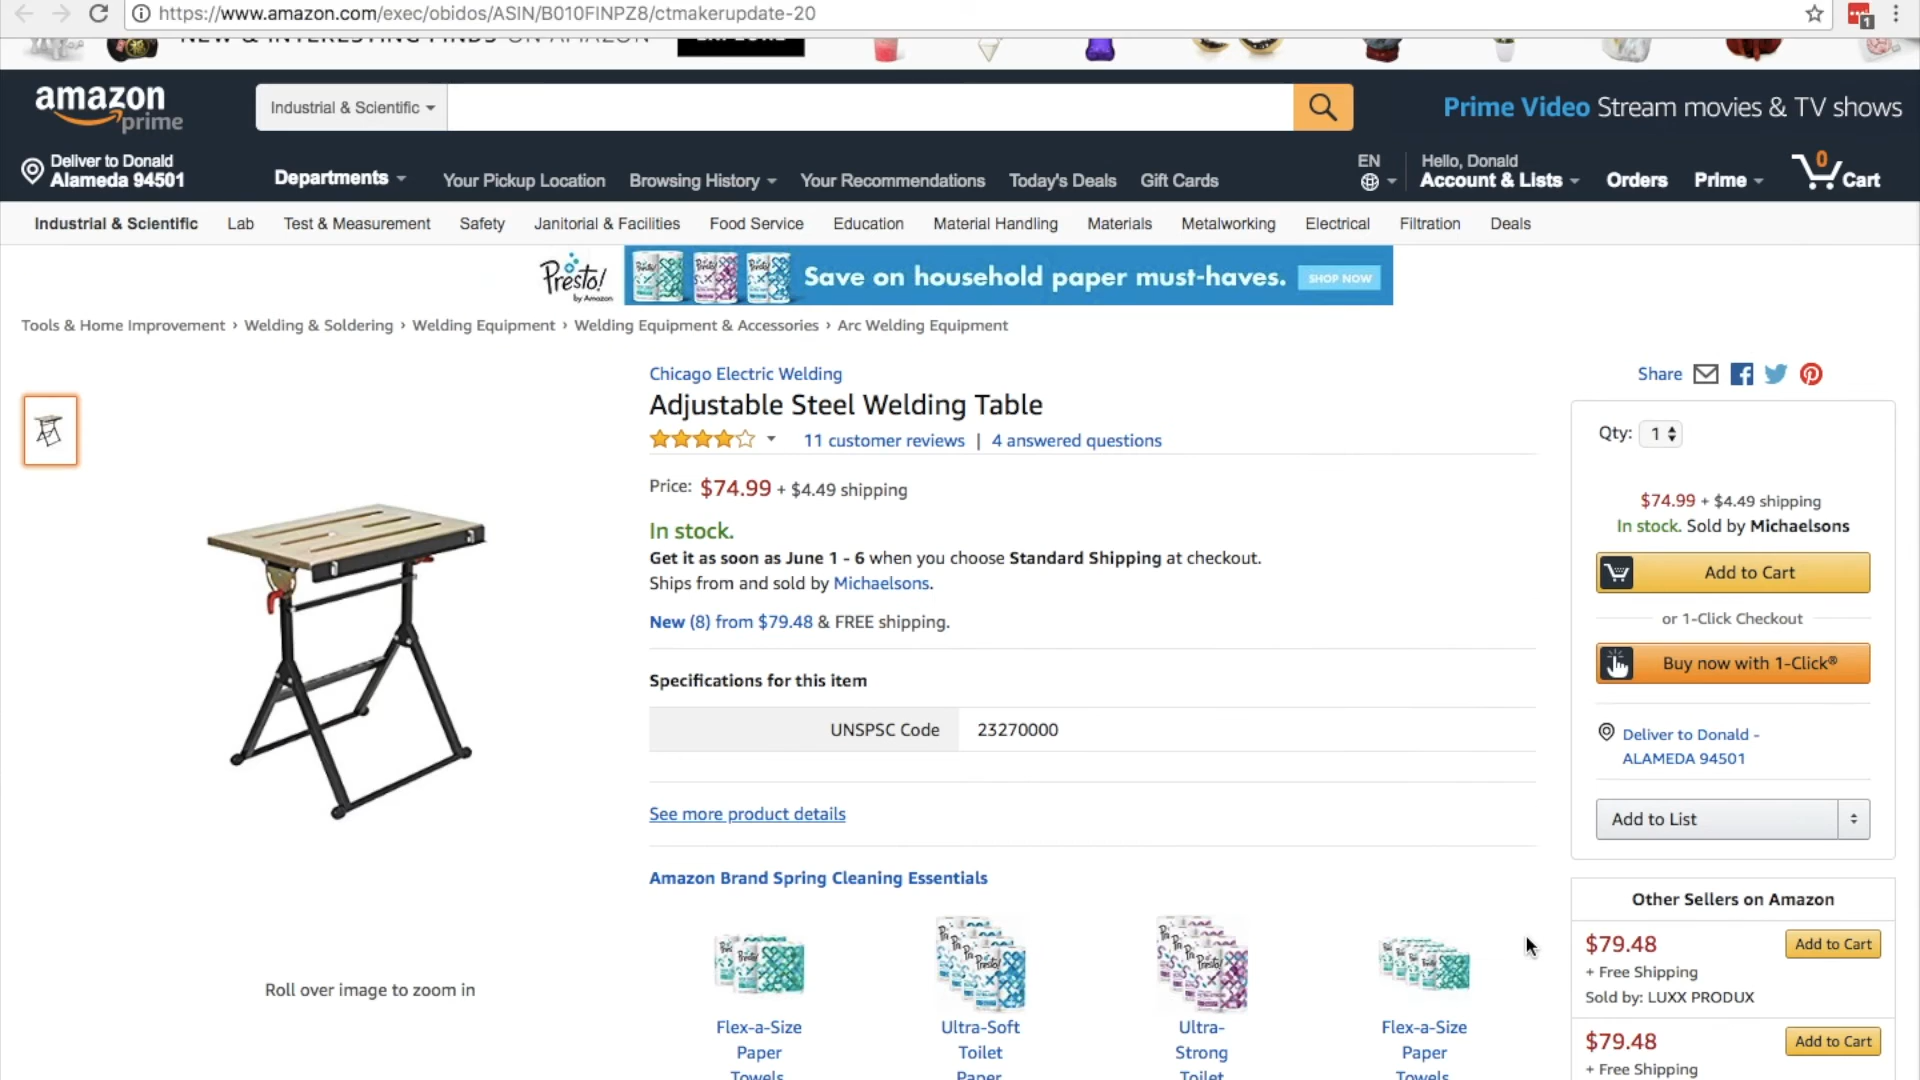 https://www.amazon.com/exec/obidos/ASIN/B010FINPZ8/ctmakerupdate-20
1
NEW & INTERESTING FINDS ON AMAZON
EXPLORE
amazon
prime
Industrial & Scientific
Prime Video Stream movies & TV shows
Deliver to Donald
Alameda 94501
Departments
Your Pickup Location
Browsing History
Your Recommendations
Today's Deals
Gift Cards
EN
Hello, Donald
Account & Lists
Orders
Prime
0
Cart
Industrial & Scientific
Lab
Test & Measurement
Safety
Janitorial & Facilities
Food Service
Education
Material Handling
Materials
Metalworking
Electrical
Filtration
Deals
Presto!
by Amazon
Presto!
Presto!
Presto!
Save on household paper must-haves.
SHOP NOW
Tools & Home Improvement › Welding & Soldering › Welding Equipment › Welding Equipment & Accessories › Arc Welding Equipment
Chicago Electric Welding
Adjustable Steel Welding Table
11 customer reviews | 4 answered questions
Price: $74.99 + $4.49 shipping
In stock.
Get it as soon as June 1 - 6 when you choose Standard Shipping at checkout.
Ships from and sold by Michaelsons.
New (8) from $79.48 & FREE shipping.
Specifications for this item
UNSPSC Code 23270000
See more product details
Amazon Brand Spring Cleaning Essentials
Flex-a-Size
Paper
Towels
Ultra-Soft
Toilet
Paper
Ultra-
Strong
Toilet
Flex-a-Size
Paper
Towels
Roll over image to zoom in
Share
Qty: 1
$74.99 + $4.49 shipping
In stock. Sold by Michaelsons
Add to Cart
or 1-Click Checkout
Buy now with 1-Click®
Deliver to Donald -
ALAMEDA 94501
Add to List
Other Sellers on Amazon
$79.48
Add to Cart
+ Free Shipping
Sold by: LUXX PRODUX
$79.48
Add to Cart
+ Free Shipping